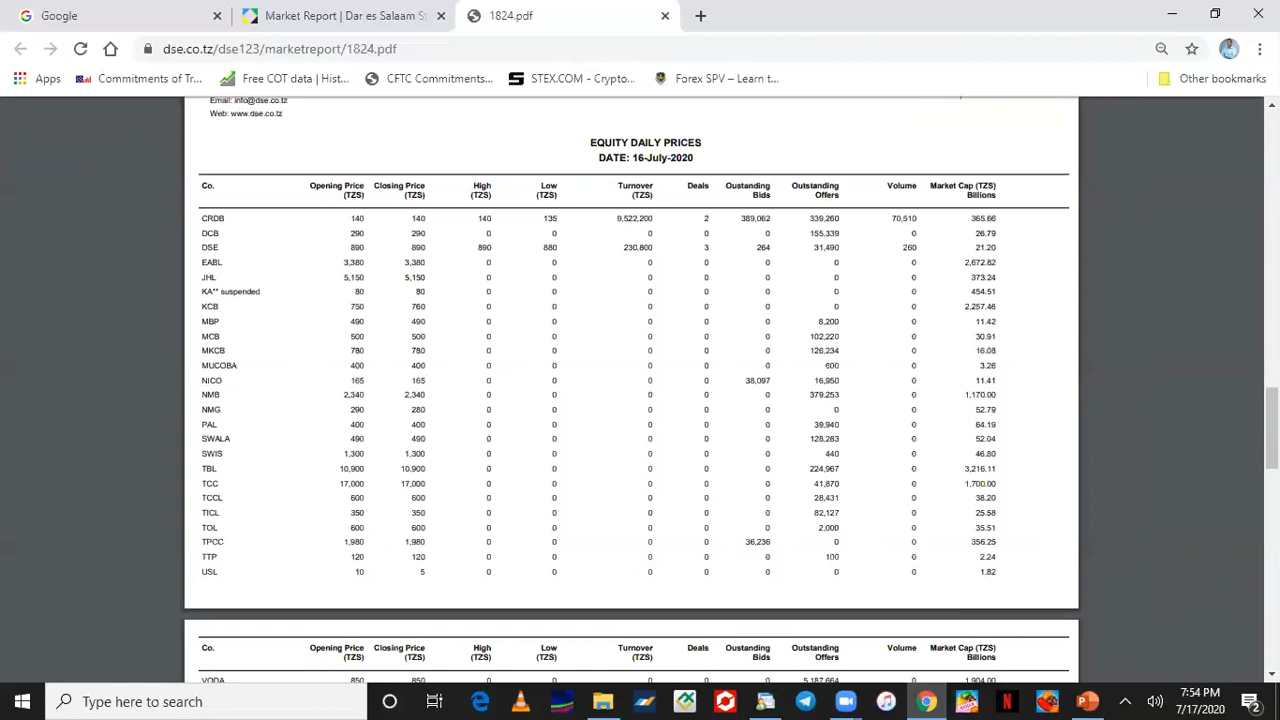 Google
Market Report | Dar es Salaam St
1824.pdf
dse.co.tz/dse123/marketreport/1824.pdf
Apps Commitments of Tr... Free COT data | Hist... CFTC Commitments... STEX.COM - Crypto... Forex SFV – Learn t... Other bookmarks
Email: info@dse.co.tz
Web: www.dse.co.tz
EQUITY DAILY PRICES
DATE: 16-July-2020
Co. Opening Price Closing Price High Low Turnover Deals Oustanding Outstanding Volume Market Cap (TZS)
(TZS) (TZS) (TZS) (TZS) (TZS) Bids Offers Billions
CRDB 140 140 140 135 9,522,200 2 389,062 339,260 70,510 365.66
DCB 290 290 0 0 0 0 0 155,339 0 26.79
DSE 890 890 890 880 230,800 3 264 31,490 260 21.20
EABL 3,380 3,380 0 0 0 0 0 0 0 2,672.82
JHL 5,150 5,150 0 0 0 0 0 0 0 373.24
KA** suspended 80 80 0 0 0 0 0 0 0 454.51
KCB 750 760 0 0 0 0 0 0 0 2,257.46
MBP 490 490 0 0 0 0 0 8,200 0 11.42
MCB 500 500 0 0 0 0 0 102,220 0 30.91
MKCB 780 780 0 0 0 0 0 126,234 0 16.08
MUCOBA 400 400 0 0 0 0 0 600 0 3.26
NICO 165 165 0 0 0 0 38,097 16,950 0 11.41
NMB 2,340 2,340 0 0 0 0 0 379,253 0 1,170.00
NMG 290 280 0 0 0 0 0 0 0 52.79
PAL 400 400 0 0 0 0 0 39,940 0 64.19
SWALA 490 490 0 0 0 0 0 128,283 0 52.04
SWIS 1,300 1,300 0 0 0 0 0 440 0 46.80
TBL 10,900 10,900 0 0 0 0 0 224,967 0 3,216.11
TCC 17,000 17,000 0 0 0 0 0 41,870 0 1,700.00
TCCL 600 600 0 0 0 0 0 28,431 0 38.20
TICL 350 350 0 0 0 0 0 82,127 0 25.58
TOL 600 600 0 0 0 0 0 2,000 0 35.51
TPCC 1,980 1,980 0 0 0 0 36,236 0 0 356.25
TTP 120 120 0 0 0 0 0 100 0 2.24
USL 10 5 0 0 0 0 0 0 0 1.82
Co. Opening Price Closing Price High Low Turnover Deals Oustanding Outstanding Volume Market Cap (TZS)
(TZS) (TZS) (TZS) (TZS) (TZS) Bids Offers Billions
VODA 850 850 0 0 0 0 0 5,187,664 0 1,904.00
Type here to search
4:54 PM
7/17/2020
2